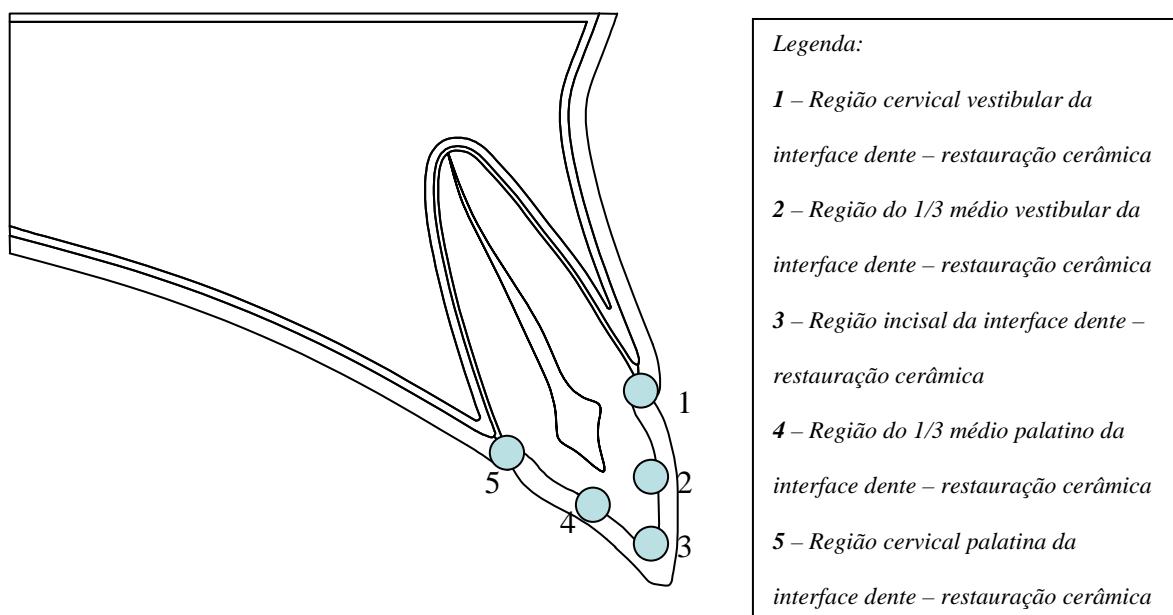 1
2
3
4
5
Legenda:
1 – Região cervical vestibular da
interface dente – restauração cerâmica
2 – Região do 1/3 médio vestibular da
interface dente – restauração cerâmica
3 – Região incisal da interface dente –
restauração cerâmica
4 – Região do 1/3 médio palatino da
interface dente – restauração cerâmica
5 – Região cervical palatina da
interface dente – restauração cerâmica